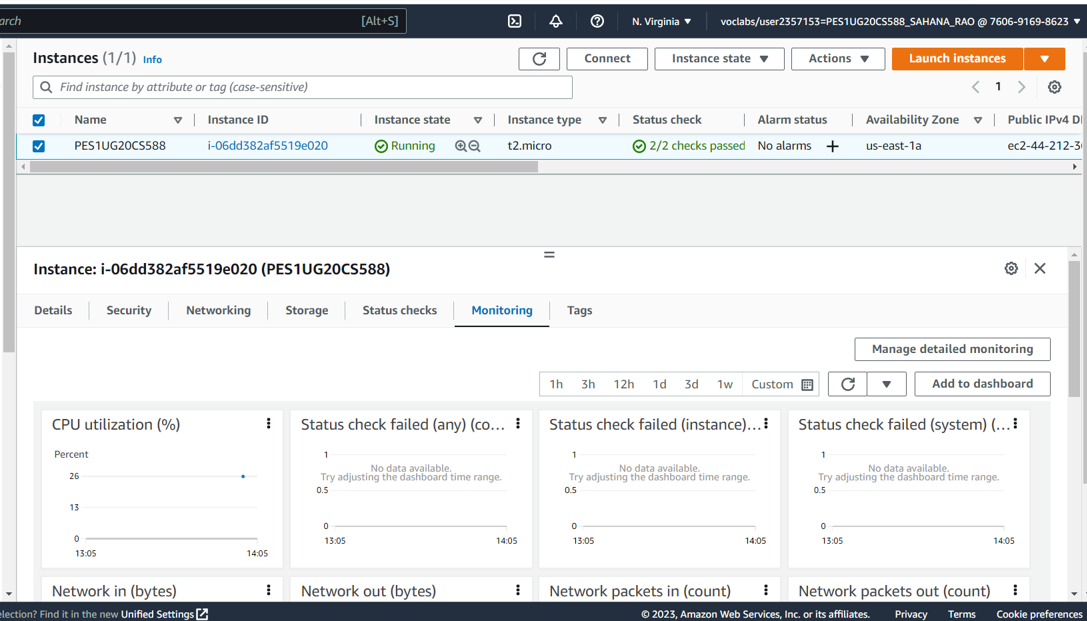 arch [Alt+S] N. Virginia ▼ voclabs/user2357153=PES1UG20CS588_SAHANA_RAO @ 7606-9169-8623 ▼
Instances (1/1) Info Connect Instance state ▼ Actions ▼ Launch instances ▼
Find instance by attribute or tag (case-sensitive) 1
Name Instance ID Instance state Instance type Status check Alarm status Availability Zone Public IPv4 D
PES1UG20CS588 i-06dd382af5519e020 Running t2.micro 2/2 checks passed No alarms + us-east-1a ec2-44-212-3
Instance: i-06dd382af5519e020 (PES1UG20CS588)
Details Security Networking Storage Status checks Monitoring Tags
Manage detailed monitoring
1h 3h 12h 1d 3d 1w Custom Add to dashboard
CPU utilization (%)
Percent
26
13
0
13:05 14:05
Status check failed (any) (co...
1
No data available.
Try adjusting the dashboard time range.
0.5
0
13:05 14:05
Status check failed (instance)...
1
No data available.
Try adjusting the dashboard time range.
0.5
0
13:05 14:05
Status check failed (system) (...
1
No data available.
Try adjusting the dashboard time range.
0.5
0
13:05 14:05
Network in (bytes) Network out (bytes) Network packets in (count) Network packets out (count)
election? Find it in the new Unified Settings © 2023, Amazon Web Services, Inc. or its affiliates. Privacy Terms Cookie preferences